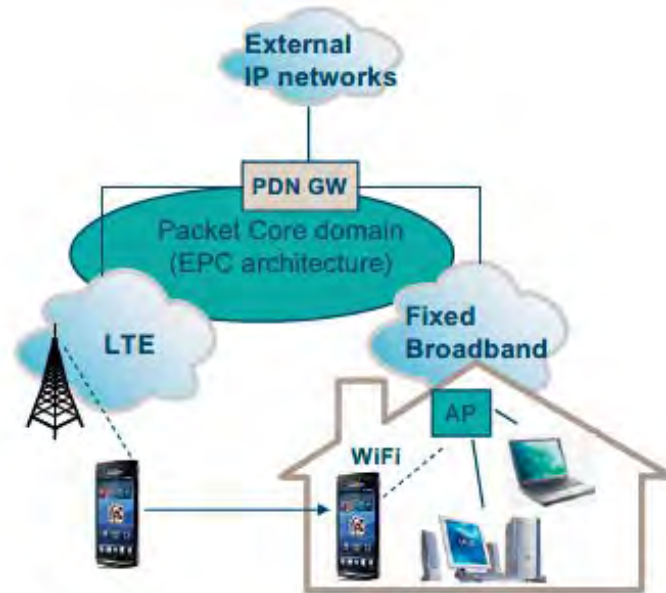 External
IP networks
PDN GW
Packet Core domain
(EPC architecture)
LTE
Fixed
Broadband
AP
WiFi